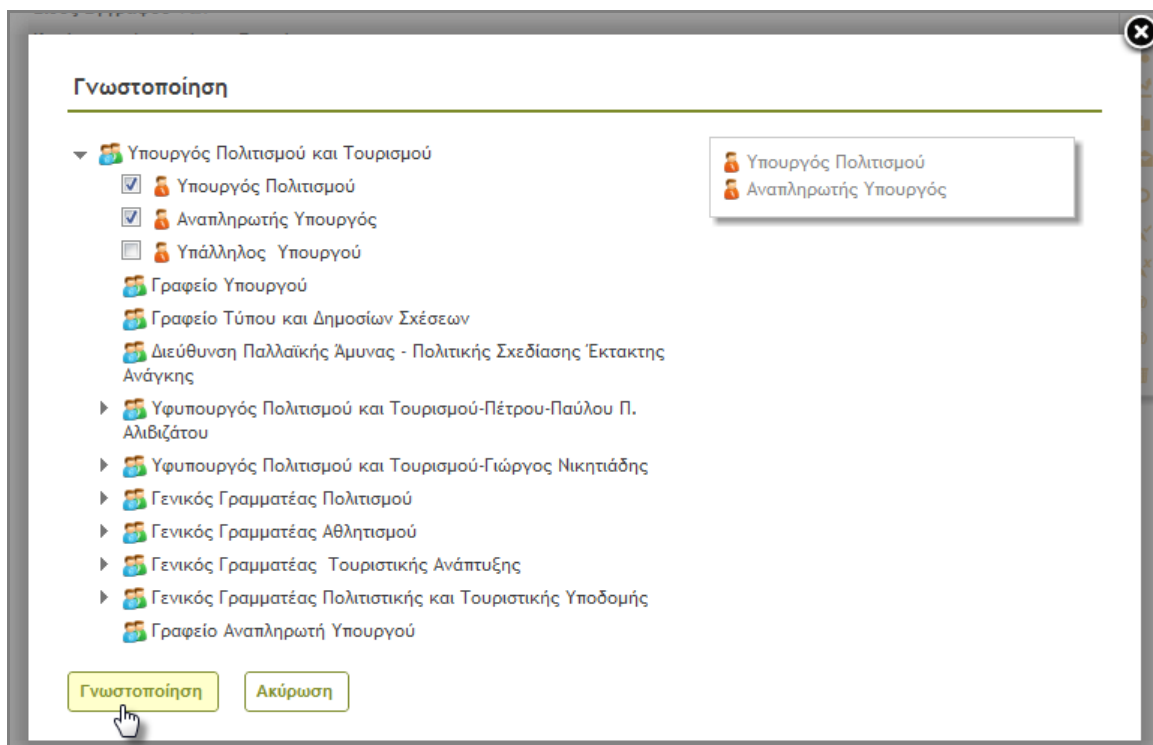 Γνωστοποίηση
Υπουργός Πολιτισμού και Τουρισμού
Υπουργός Πολιτισμού
Αναπληρωτής Υπουργός
Υπάλληλος Υπουργού
Γραφείο Υπουργού
Γραφείο Τύπου και Δημοσίων Σχέσεων
Διεύθυνση Παλλαϊκής Άμυνας - Πολιτικής Σχεδίασης Έκτακτης
Ανάγκης
Υφυπουργός Πολιτισμού και Τουρισμού-Πέτρου-Παύλου Π.
Αλιβιζάτου
Υφυπουργός Πολιτισμού και Τουρισμού-Γιώργος Νικητιάδης
Γενικός Γραμματέας Πολιτισμού
Γενικός Γραμματέας Αθλητισμού
Γενικός Γραμματέας Τουριστικής Ανάπτυξης
Γενικός Γραμματέας Πολιτιστικής και Τουριστικής Υποδομής
Γραφείο Αναπληρωτή Υπουργού
Υπουργός Πολιτισμού
Αναπληρωτής Υπουργός
Γνωστοποίηση
Ακύρωση